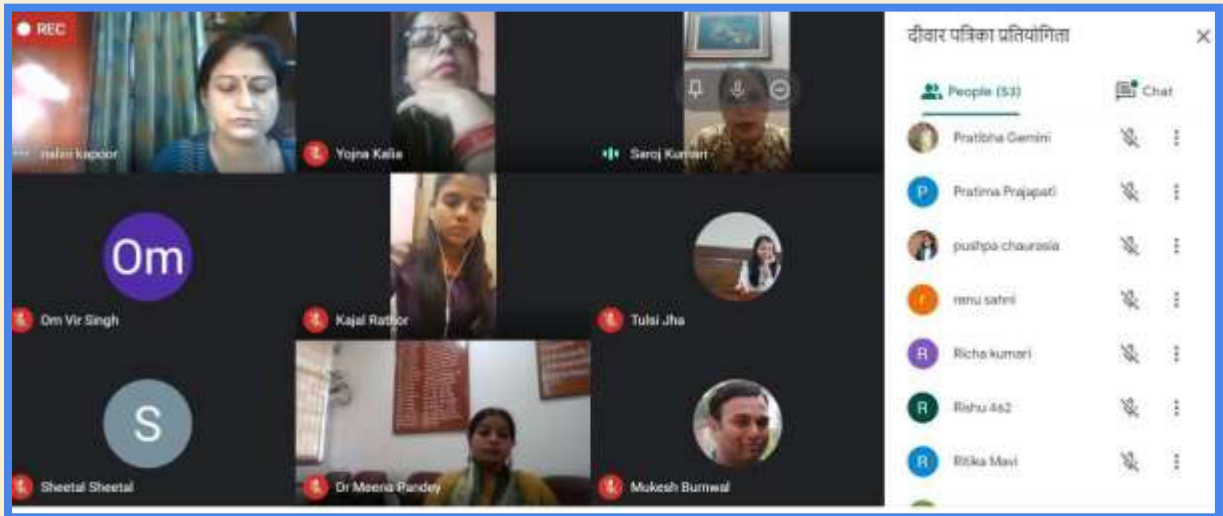 REC
kapoor
Yojna Kalia
Saroj Kumari
Om
Om Vir Singh
Kajal Rathor
Tulsi Jha
S
Sheetal Sheetal
Dr Meena Pandey
Mukesh Burnwal
दीवार पत्रिका प्रतियोगिता
People (53)
Chat
Pratibha Gemini
P
Pratima Prajapati
pushpa chaurasia
r
renu sahni
R
Richa kumari
R
Rishu 462
R
Ritika Mavi